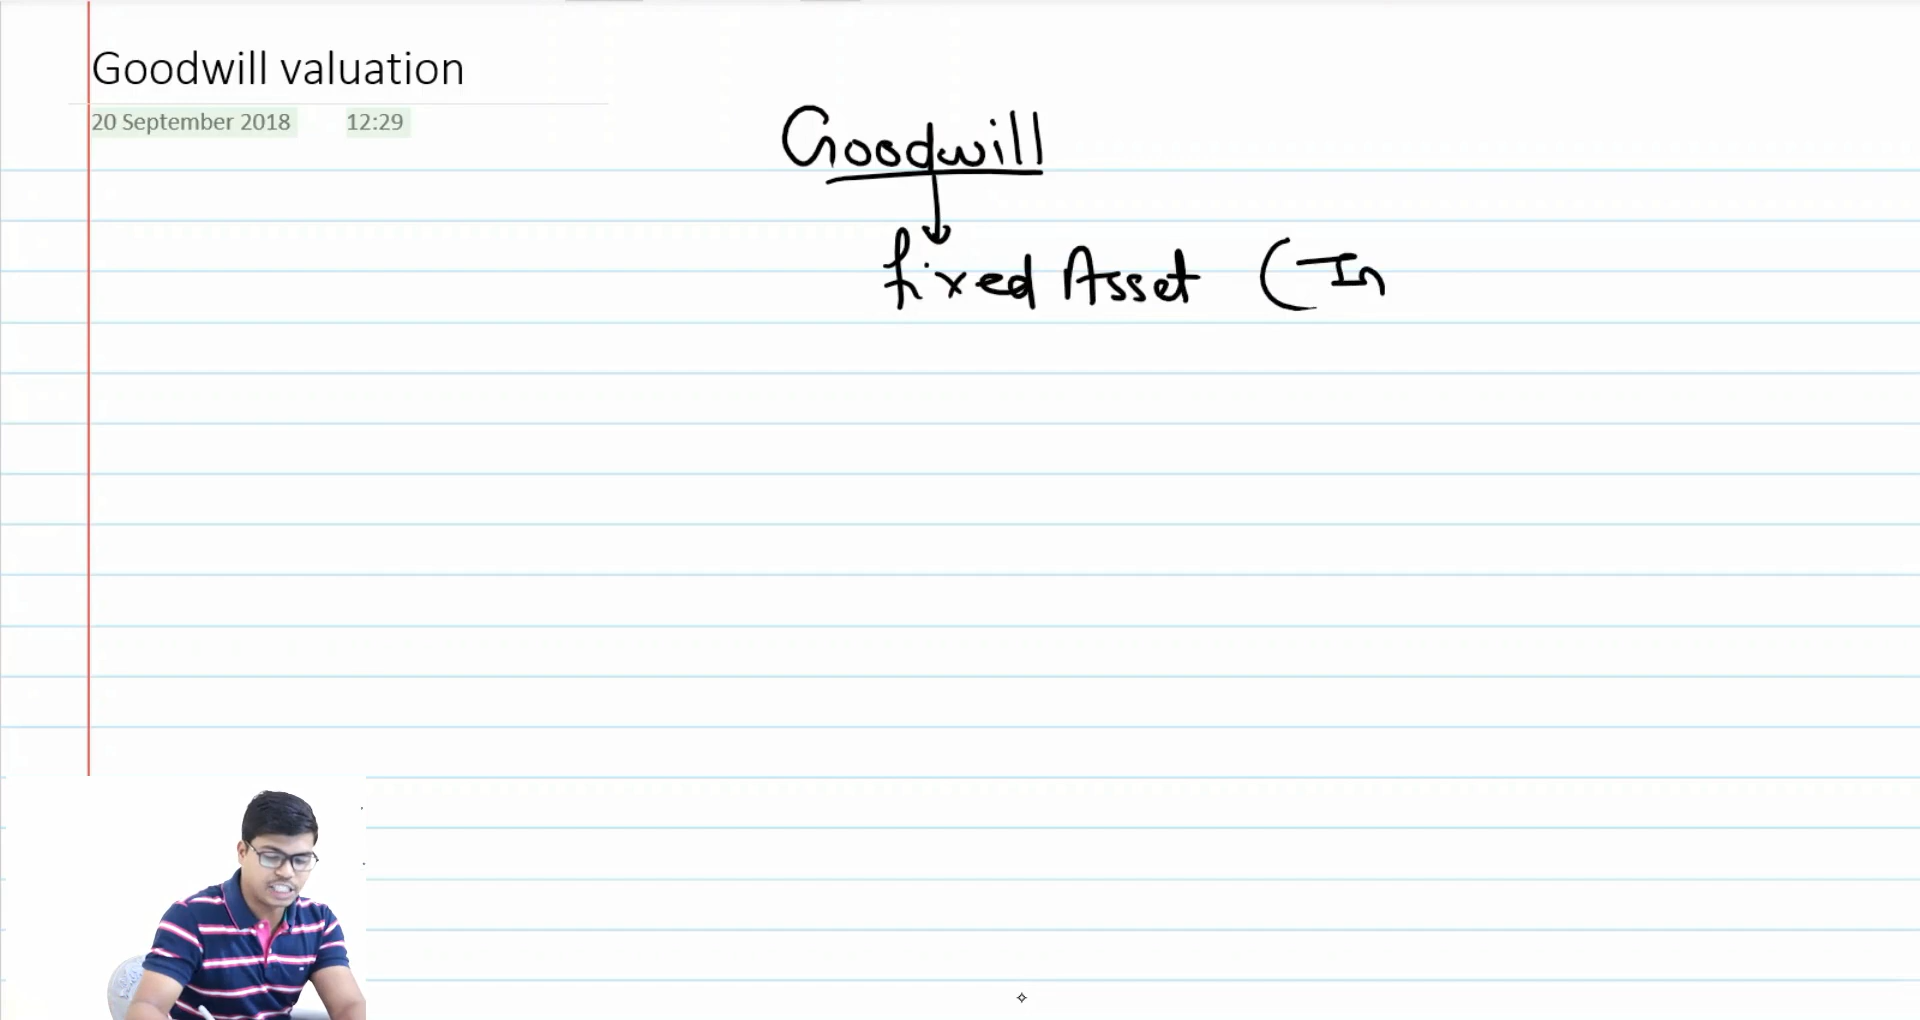 Goodwill valuation
20 September 2018 12:29
Goodwill
fixed Asset (In